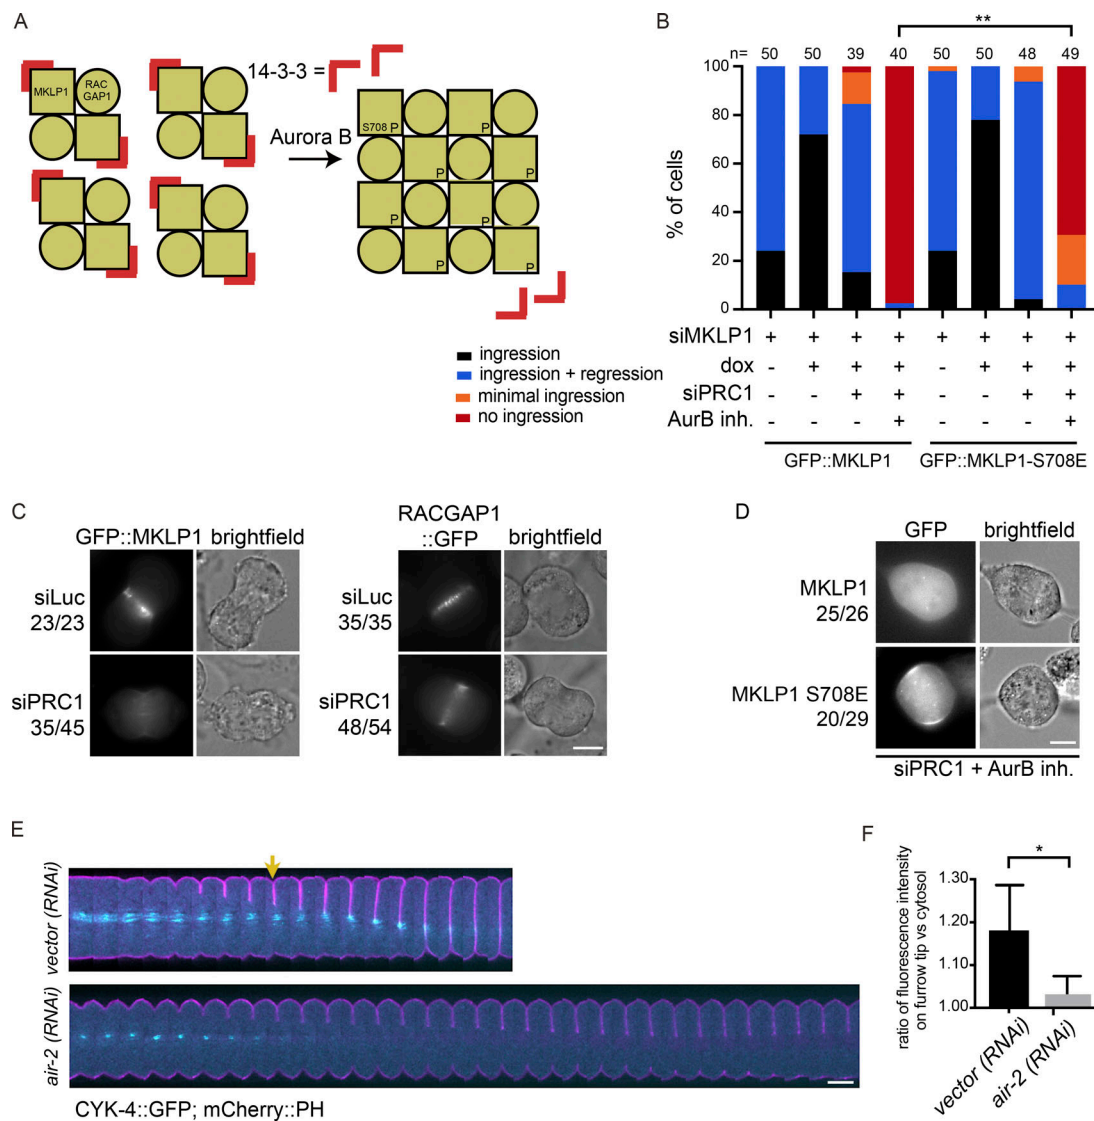 A
MKLP1
RAC
GAP1
14-3-3 =
Aurora B
S708 P
P
P
P
P
P
P
P
B
**
n= 50 50 39 40 50 50 48 49
100
80
60
40
20
0
% of cells
siMKLP1 + + + + + + + +
dox - + + + - + + +
siPRC1 - - + + - - + +
AurB inh. - - - + - - - +
GFP::MKLP1 GFP::MKLP1-S708E
ingression
ingression + regression
minimal ingression
no ingression
C
GFP::MKLP1 brightfield
siLuc
23/23
siPRC1
35/45
RACGAP1
::GFP brightfield
siLuc
35/35
siPRC1
48/54
D
GFP brightfield
MKLP1
25/26
MKLP1 S708E
20/29
siPRC1 + AurB inh.
E
vector (RNAi)
air-2 (RNAi)
CYK-4::GFP; mCherry::PH
F
*
ratio of fluorescence intensity
on furrow tip vs cytosol
1.30
1.20
1.10
1.00
vector (RNAi)
air-2 (RNAi)